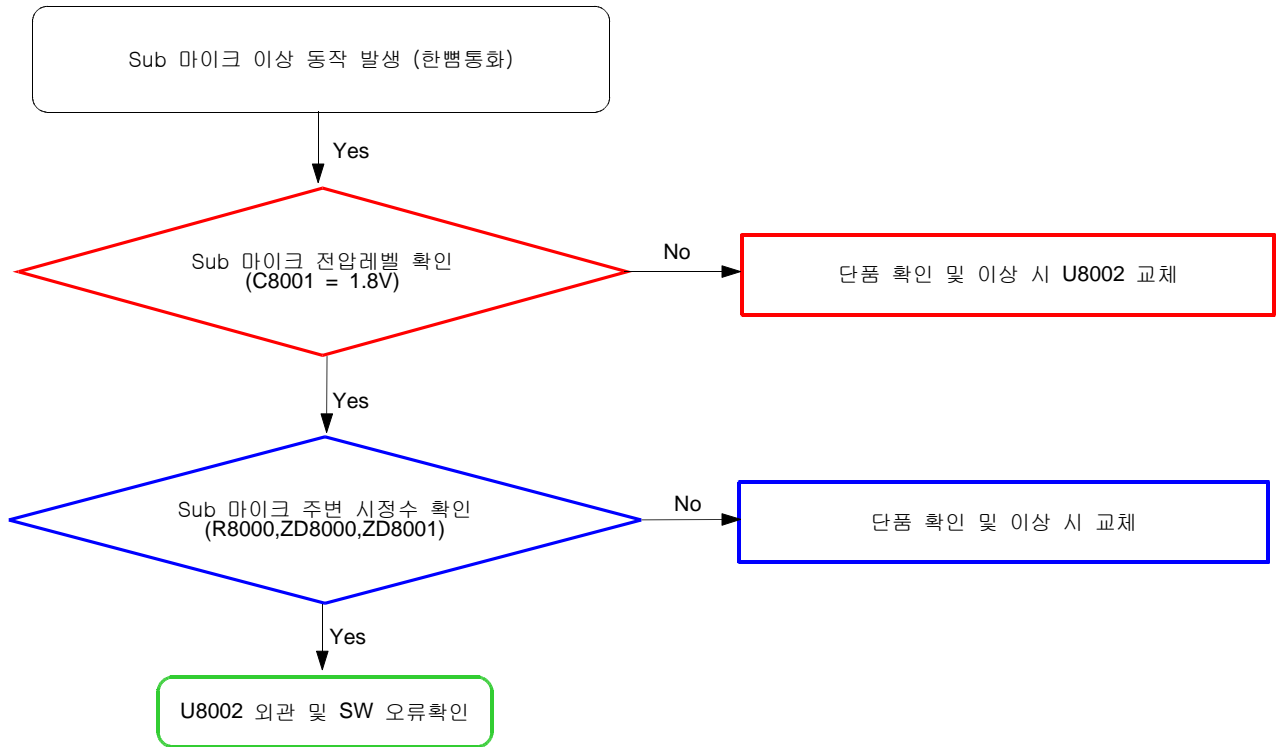 Sub 마이크 이상 동작 발생 (한뼘통화)
Yes
Sub 마이크 전압레벨 확인
(C8001 = 1.8V)
No
단품 확인 및 이상 시 U8002 교체
Yes
Sub 마이크 주변 시정수 확인
(R8000,ZD8000,ZD8001)
No
단품 확인 및 이상 시 교체
Yes
U8002 외관 및 SW 오류확인